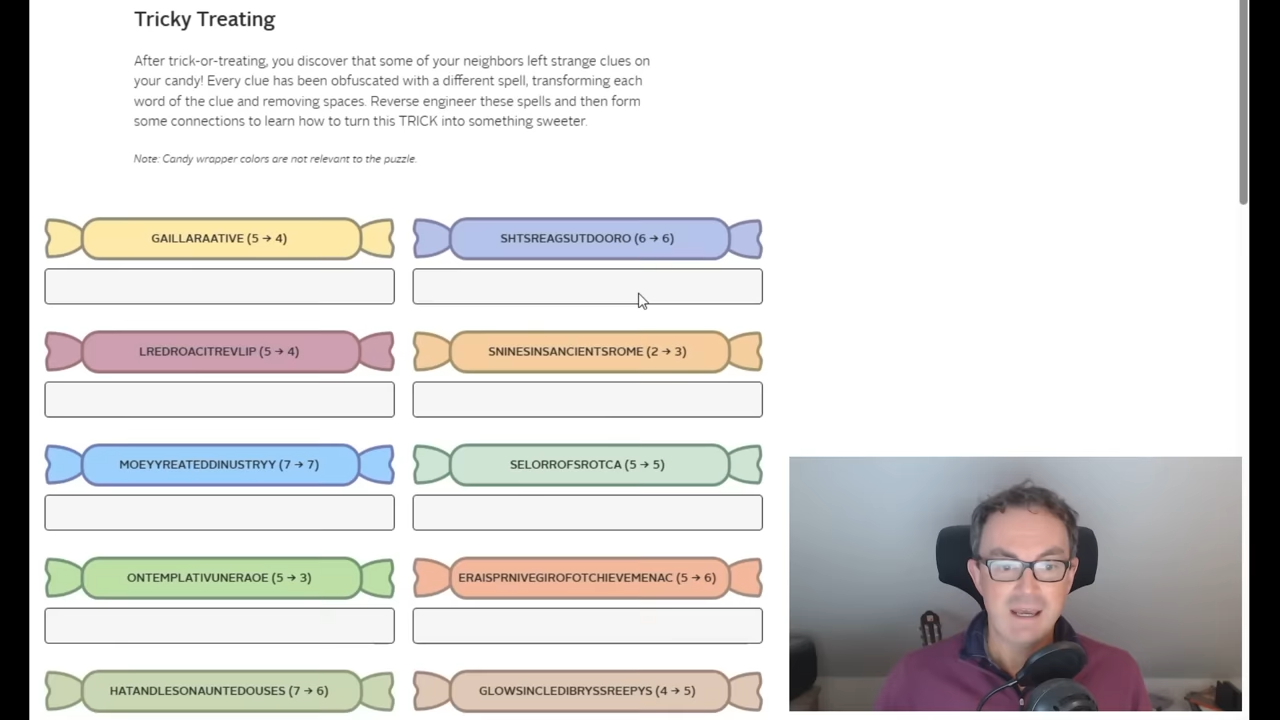 Tricky Treating
After trick-or-treating, you discover that some of your neighbors left strange clues on
your candy! Every clue has been obfuscated with a different spell, transforming each
word of the clue and removing spaces. Reverse engineer these spells and then form
some connections to learn how to turn this TRICK into something sweeter.
Note: Candy wrapper colors are not relevant to the puzzle.
GAILLARAATIVE (5 → 4)
SHTSREAGSUTDOORO (6 → 6)
LREDROACITREVLIP (5 → 4)
SNINESINSANCIENTSROME (2 → 3)
MOEYYREATEDDINUSTRYY (7 → 7)
SELORROFSROTCA (5 → 5)
ONTEMPLATIVUNERAOE (5 → 3)
ERAISPRNIVEGIROFOTCHIEVEMENAC (5 → 6)
HATANDLESONAUNTEDOUSES (7 → 6)
GLOWSINCLEDIBRYSSREEPYS (4 → 5)